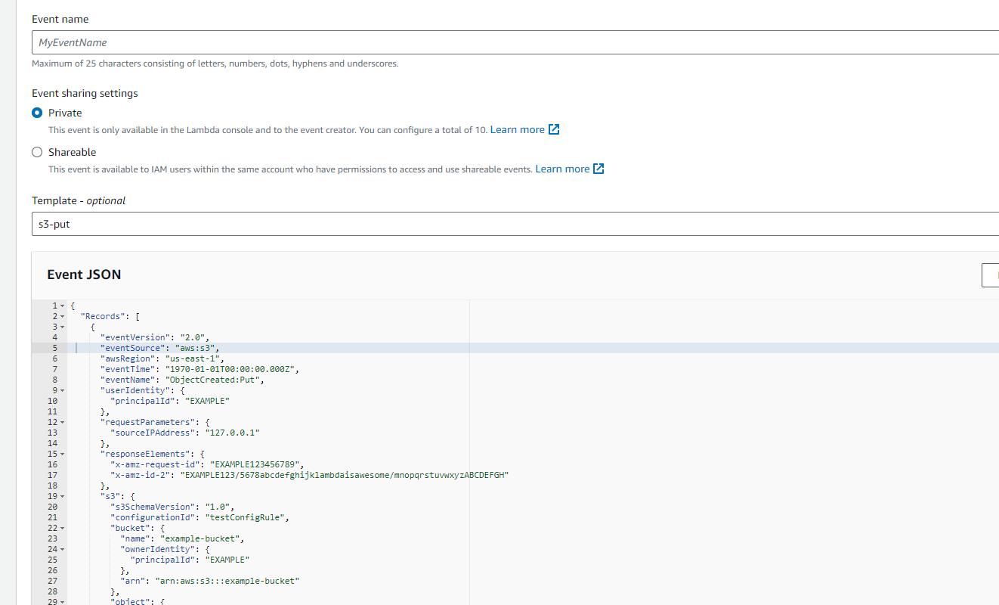 Event name
MyEventName
Maximum of 25 characters consisting of letters, numbers, dots, hyphens and underscores.
Event sharing settings
Private
This event is only available in the Lambda console and to the event creator. You can configure a total of 10. Learn more
Shareable
This event is available to IAM users within the same account who have permissions to access and use shareable events. Learn more
Template - optional
s3-put
Event JSON
1 {
2 "Records": [
3 {
4 "eventVersion": "2.0",
5 "eventSource": "aws:s3",
6 "awsRegion": "us-east-1",
7 "eventTime": "1970-01-01T00:00:00.000Z",
8 "eventName": "ObjectCreated:Put",
9 "userIdentity": {
10 "principalId": "EXAMPLE"
11 },
12 "requestParameters": {
13 "sourceIPAddress": "127.0.0.1"
14 },
15 "responseElements": {
16 "x-amz-request-id": "EXAMPLE123456789",
17 "x-amz-id-2": "EXAMPLE123/5678abcdefghijklambdaisawesome/mnopqrstuvwxyzABCDEFGH"
18 },
19 "s3": {
20 "s3SchemaVersion": "1.0",
21 "configurationId": "testConfigRule",
22 "bucket": {
23 "name": "example-bucket",
24 "ownerIdentity": {
25 "principalId": "EXAMPLE"
26 },
27 "arn": "arn:aws:s3:::example-bucket"
28 },
29 "object": {